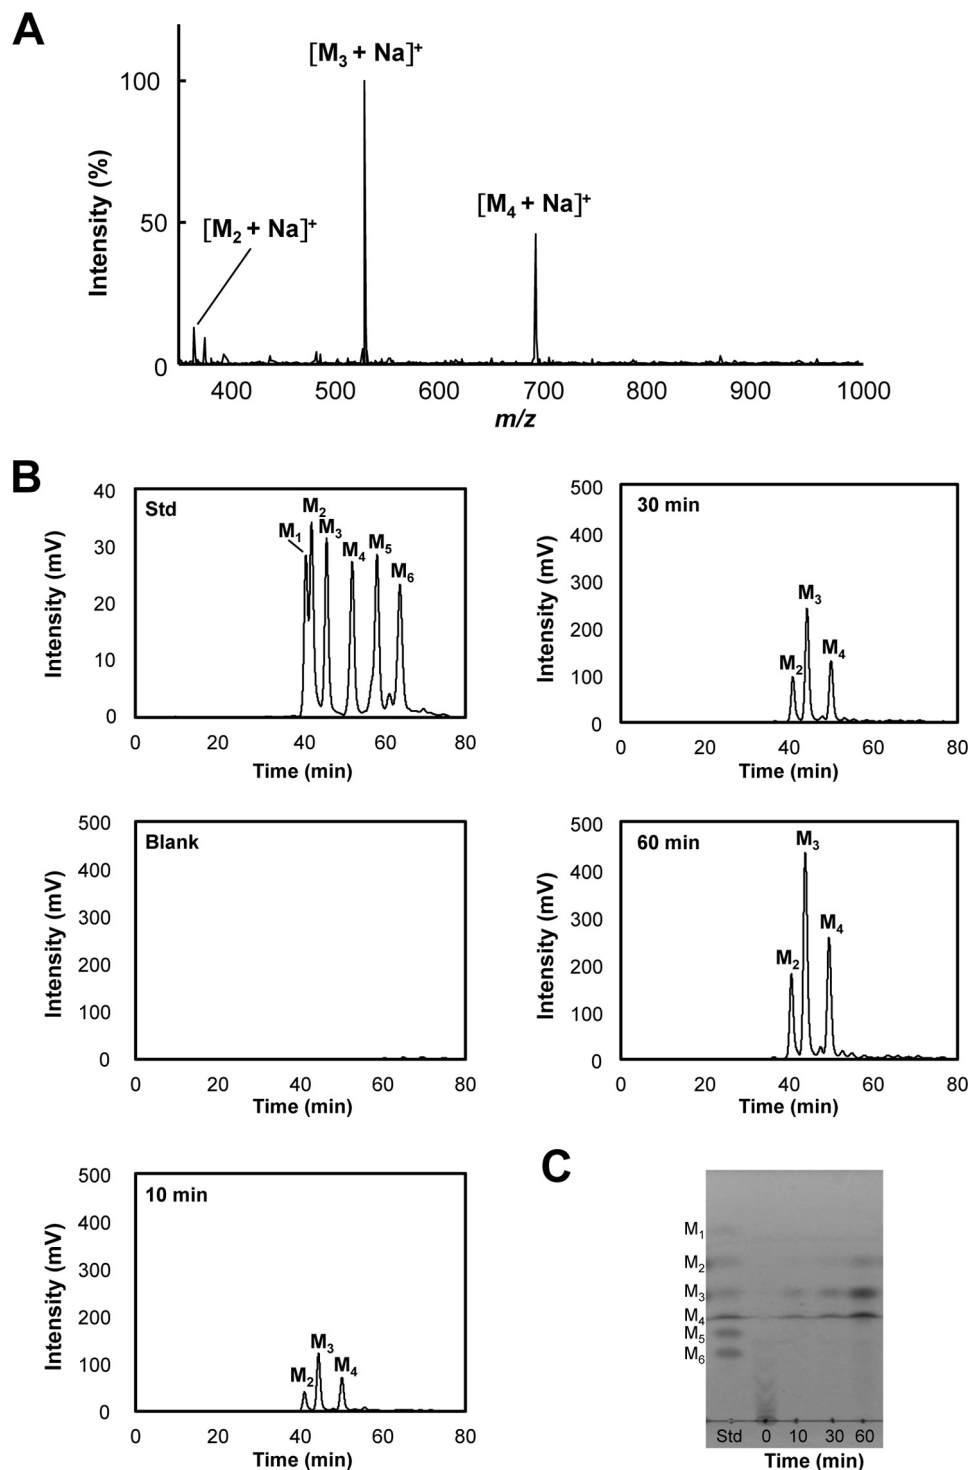 A
[M₃ + Na]⁺
100
[M₄ + Na]⁺
[M₂ + Na]⁺
50
Intensity (%)
0
400 500 600 700 800 900 1000
m/z
B
Std
M₁ M₂ M₃ M₄ M₅ M₆
40
30
20
10
0
Intensity (mV)
0 20 40 60 80
Time (min)
30 min
M₂ M₃ M₄
500
400
300
200
100
0
Intensity (mV)
0 20 40 60 80
Time (min)
Blank
500
400
300
200
100
0
Intensity (mV)
0 20 40 60 80
Time (min)
60 min
M₂ M₃ M₄
500
400
300
200
100
0
Intensity (mV)
0 20 40 60 80
Time (min)
10 min
M₂ M₃ M₄
500
400
300
200
100
0
Intensity (mV)
0 20 40 60 80
Time (min)
C
M₁
M₂
M₃
M₄
M₅
M₆
Std 0 10 30 60
Time (min)